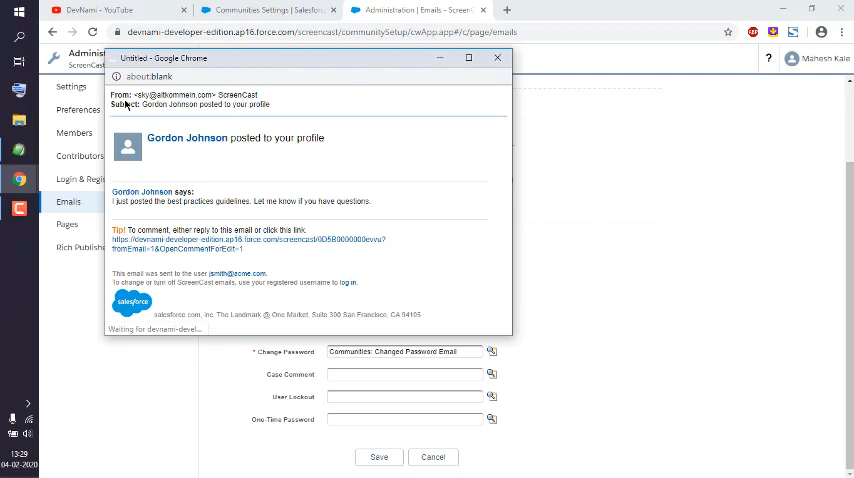 DevNami - YouTube
Communities Settings | Salesfor
Administration | Emails - ScreenC
devnami-developer-edition.ap16.force.com/screencast/communitySetup/cwApp.app#/c/page/emails
Administ
ScreenCast
?
Mahesh Kale
Untitled - Google Chrome
about:blank
From: <sky@altkommein.com> ScreenCast
Subject: Gordon Johnson posted to your profile
Gordon Johnson posted to your profile
Gordon Johnson says:
I just posted the best practices guidelines. Let me know if you have questions.
Tip! To comment, either reply to this email or click this link.
https://devnami-developer-edition.ap16.force.com/screencast/0D5B0000000evvu?
fromEmail=1&OpenCommentForEdit=1
This email was sent to the user jsmith@acme.com.
To change or turn off ScreenCast emails, use your registered username to log in.
salesforce
salesforce.com, inc. The Landmark @ One Market, Suite 300 San Francisco, CA 94105
Waiting for devnami-devel...
Settings
Preferences
Members
Contributors
Login & Regis
Emails
Pages
Rich Publishe
* Change Password
Communities: Changed Password Email
Case Comment
User Lockout
One-Time Password
Save
Cancel
13:29
04-02-2020